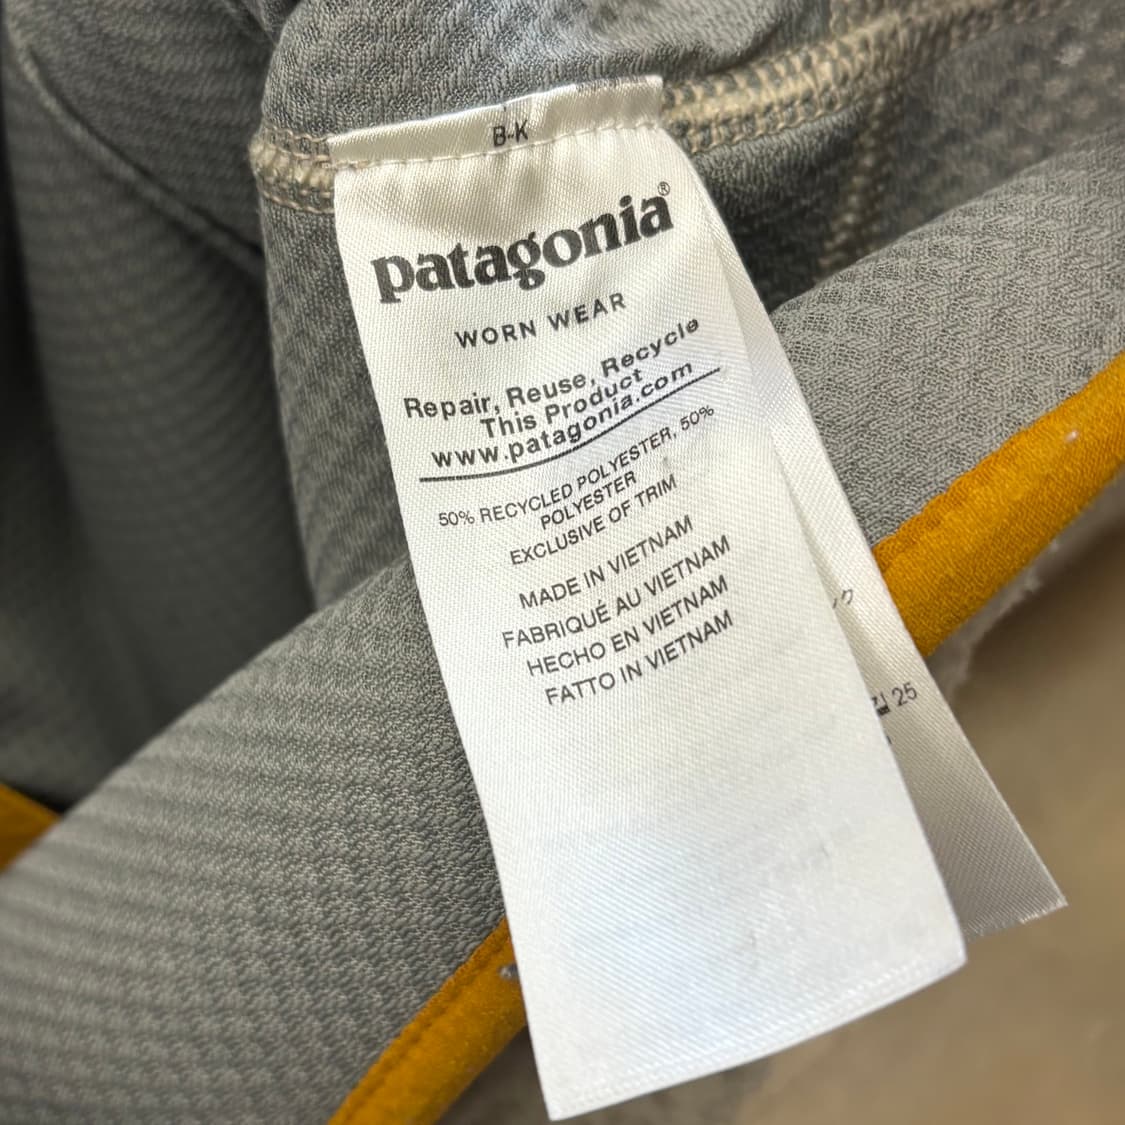 B-K
patagonia®
WORN WEAR
Repair, Reuse, Recycle
This Product
www.patagonia.com
50% RECYCLED POLYESTER, 50%
POLYESTER
EXCLUSIVE OF TRIM
MADE IN VIETNAM
FABRIQUÉ AU VIETNAM
HECHO EN VIETNAM
FATTO IN VIETNAM
25